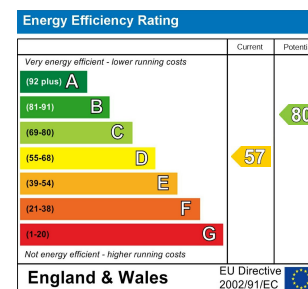 Energy Efficiency Rating
Current
Very energy efficient - lower running costs
(92 plus) A
(81-91) B
(69-80) C
(55-68) D
(39-54) E
(21-38) F
(1-20) G
57
80
Not energy efficient - higher running costs
England & Wales
EU Directive
2002/91/EC